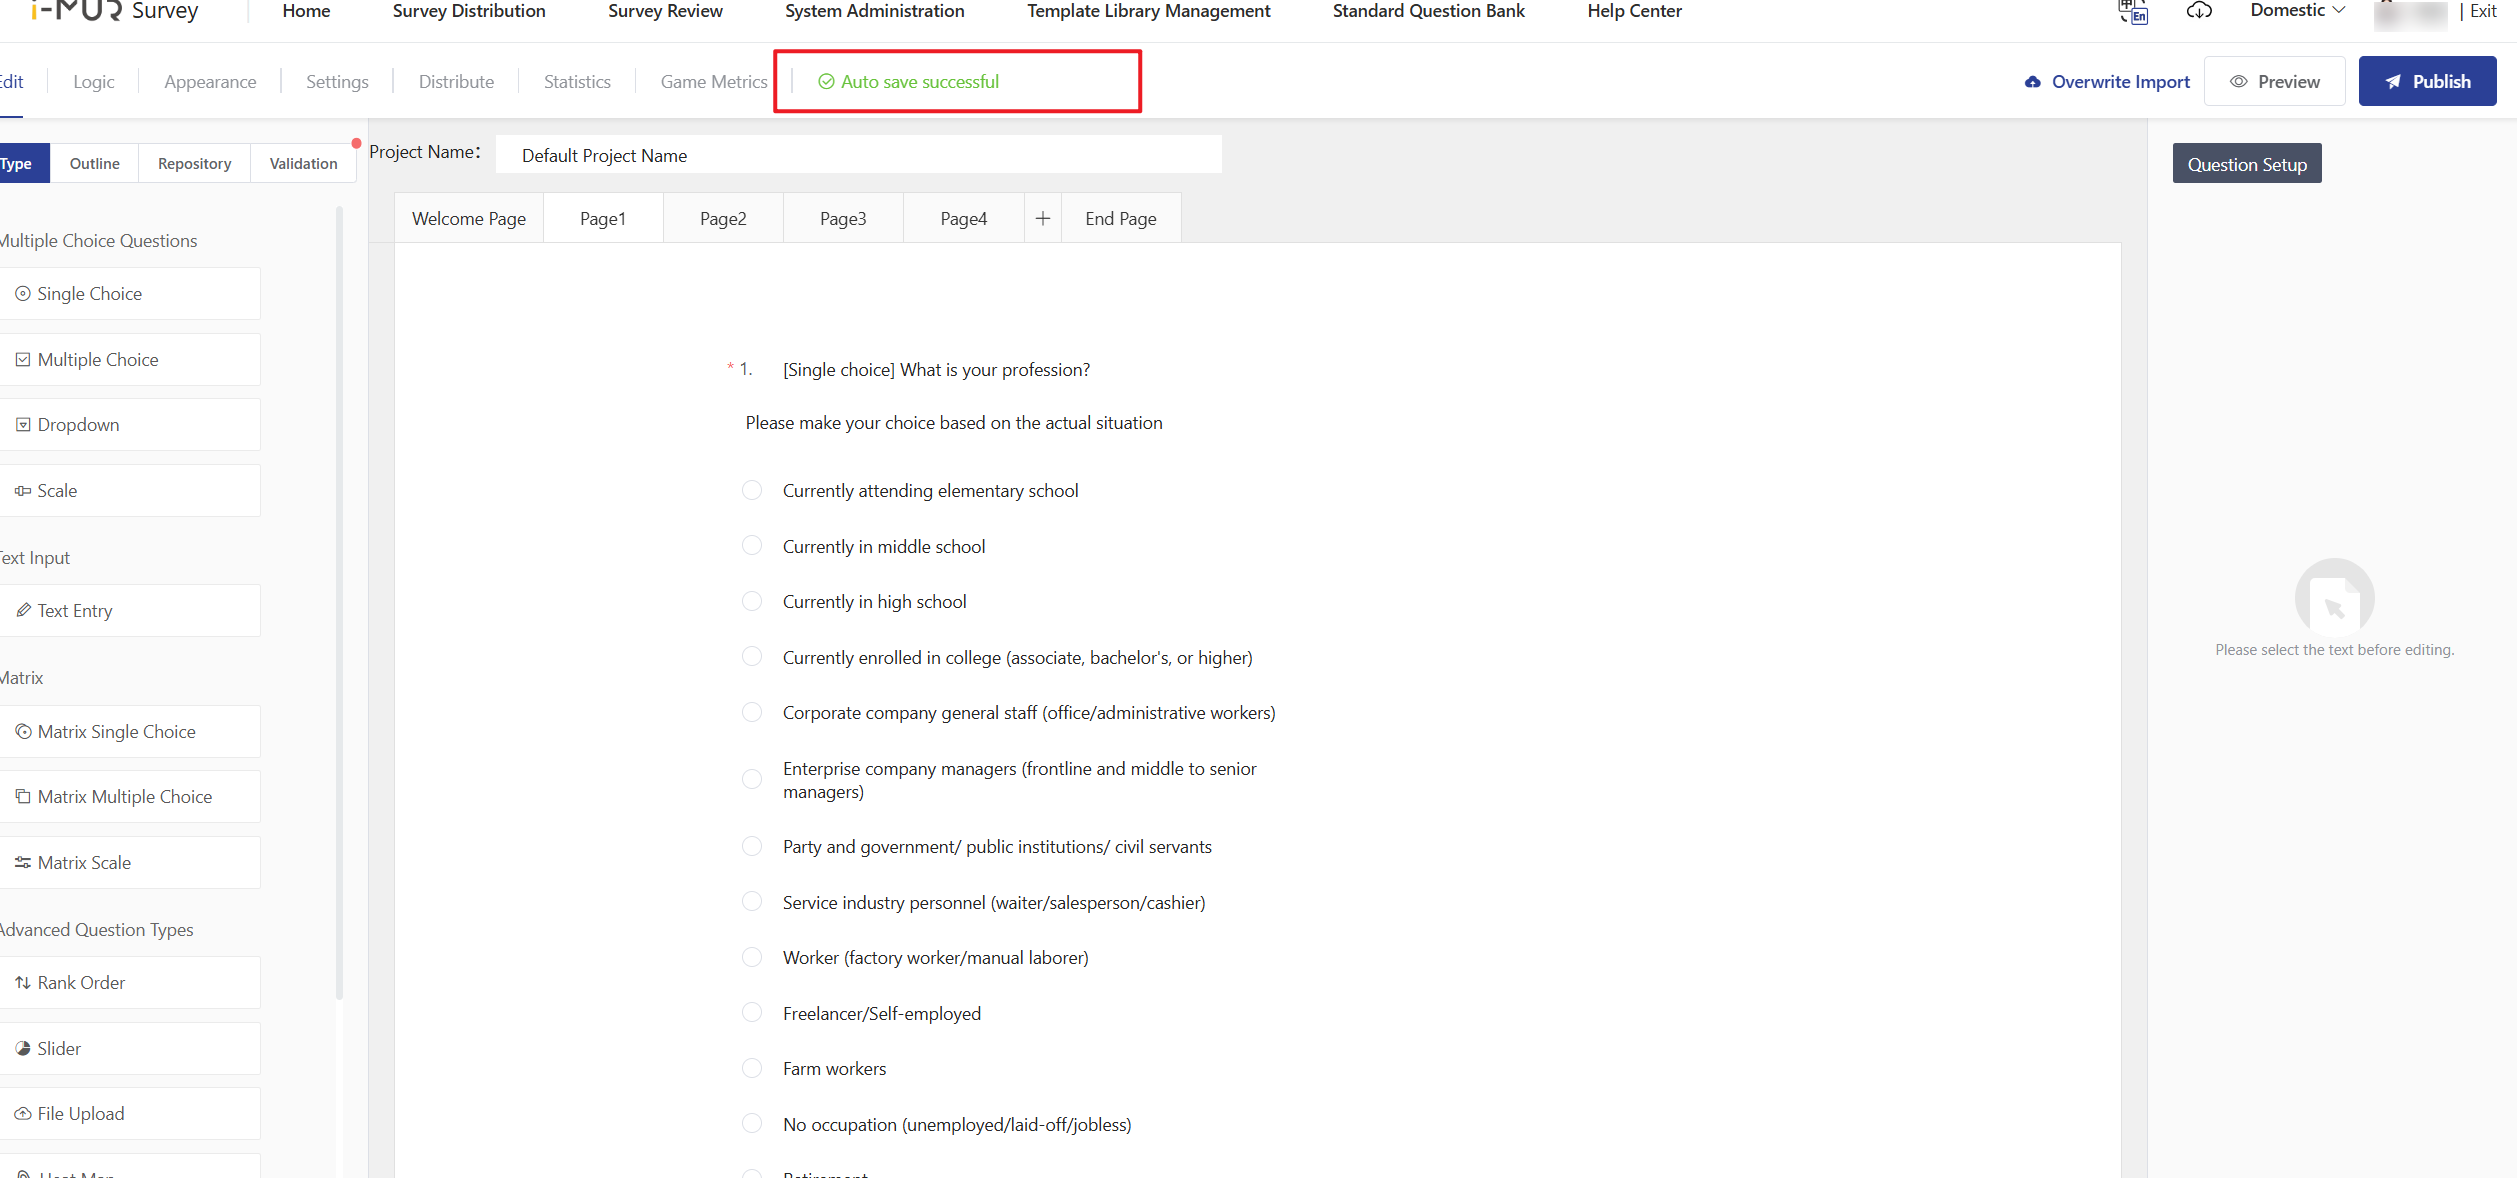 i-MUR Survey
Home
Survey Distribution
Survey Review
System Administration
Template Library Management
Standard Question Bank
Help Center
En
Domestic
| Exit
Edit
Logic
Appearance
Settings
Distribute
Statistics
Game Metrics
Auto save successful
Overwrite Import
Preview
Publish
Type
Outline
Repository
Validation
Project Name:
Default Project Name
Question Setup
Welcome Page
Page1
Page2
Page3
Page4
+
End Page
Multiple Choice Questions
Single Choice
Multiple Choice
Dropdown
Scale
Text Input
Text Entry
Matrix
Matrix Single Choice
Matrix Multiple Choice
Matrix Scale
Advanced Question Types
Rank Order
Slider
File Upload
* 1. [Single choice] What is your profession?
Please make your choice based on the actual situation
Currently attending elementary school
Currently in middle school
Currently in high school
Currently enrolled in college (associate, bachelor's, or higher)
Corporate company general staff (office/administrative workers)
Enterprise company managers (frontline and middle to senior
managers)
Party and government/ public institutions/ civil servants
Service industry personnel (waiter/salesperson/cashier)
Worker (factory worker/manual laborer)
Freelancer/Self-employed
Farm workers
No occupation (unemployed/laid-off/jobless)
Retirement
Please select the text before editing.